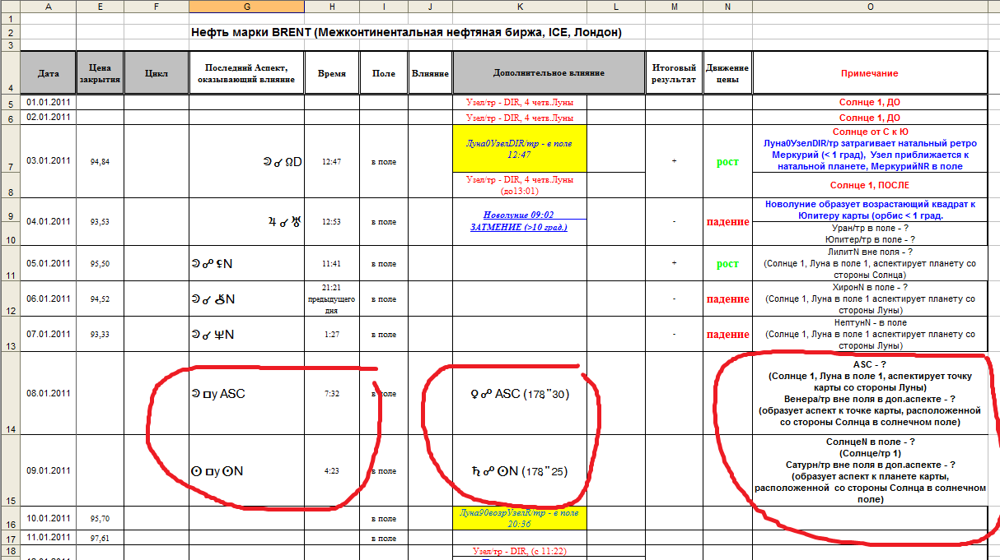 A E F G H I J K L M N O
1
2 Нефть марки BRENT (Межконтинентальная нефтяная биржа, ICE, Лондон)
3
4 Дата Цена закрытия Цикл Последний Аспект, оказывающий влияние Время Поле Влияние Дополнительное влияние Итоговый результат Движение цены Примечание
5 01.01.2011 Узел/тр - DIR, 4 четв.Луны Солнце 1, ДО
6 02.01.2011 Узел/тр - DIR, 4 четв.Луны Солнце 1, ДО
7 03.01.2011 94,84 ☽☌☊D 12:47 в поле
Луна0УзелDIR/тр - в поле
12:47
+ рост
Солнце от С к Ю
Луна0УзелDIR/тр затрагивает натальный ретро
Меркурий (< 1 град), Узел приближается к
натальной планете, МеркурийNR в поле
8 Узел/тр - DIR, 4 четв.Луны
(до13:01)
Солнце 1, ПОСЛЕ
9 04.01.2011 93,53 ♃☌♅ 12:53 в поле
Новолуние 09:02
ЗАТМЕНИЕ (>10 град.)
- падение
Новолуние образует возрастающий квадрат к
Юпитеру карты (орбис < 1 град.
10 Уран/тр в поле - ?
Юпитер/тр в поле - ?
11 05.01.2011 95,50 ☽☍⚸N 11:41 в поле + рост
ЛилитN вне поля - ?
(Солнце 1, Луна в поле 1, аспектирует планету со
стороны Солнца)
12 06.01.2011 94,52 ☽☌⚷N
21:21
предыдущего
дня
в поле - падение
ХиронN в поле - ?
(Солнце 1, Луна в поле 1 аспектирует планету со
стороны Луны)
13 07.01.2011 93,33 ☽☌♆N 1:27 в поле - падение
НептунN - в поле
(Солнце 1, Луна в поле 1 аспектирует планету со
стороны Луны)
14 08.01.2011 ☽□у ASC 7:32 в поле ♀☍ ASC (178°30)
ASC - ?
(Солнце 1, Луна в поле 1, аспектирует точку
карты со стороны Луны)
Венера/тр вне поля в доп.аспекте - ?
(образует аспект к точке карты, расположенной
со стороны Солнца в солнечном поле)
15 09.01.2011 ☉□у☉N 4:23 в поле ♄☍☉N (178°25)
СолнцеN в поле - ?
(Солнце/тр 1)
Сатурн/тр вне поля в доп.аспекте - ?
(образует аспект к планете карты,
расположенной со стороны Солнца в солнечном
поле)
16 10.01.2011 95,70 в поле
Луна90возрУзелR/тр - в поле
20:36
17 11.01.2011 97,61 в поле
18 Узел/тр - DIR, (с 11:22)